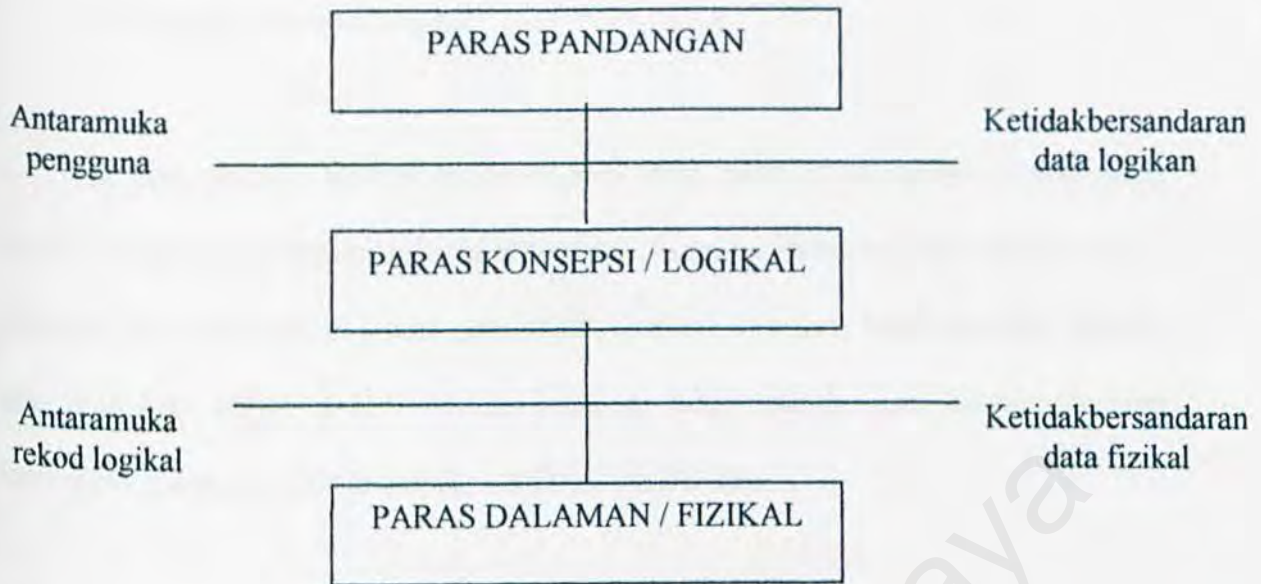 PARAS PANDANGAN
Antaramuka
pengguna
Ketidakbersandaran
data logikan
PARAS KONSEPSI / LOGIKAL
Antaramuka
rekod logikal
Ketidakbersandaran
data fizikal
PARAS DALAMAN / FIZIKAL
aya